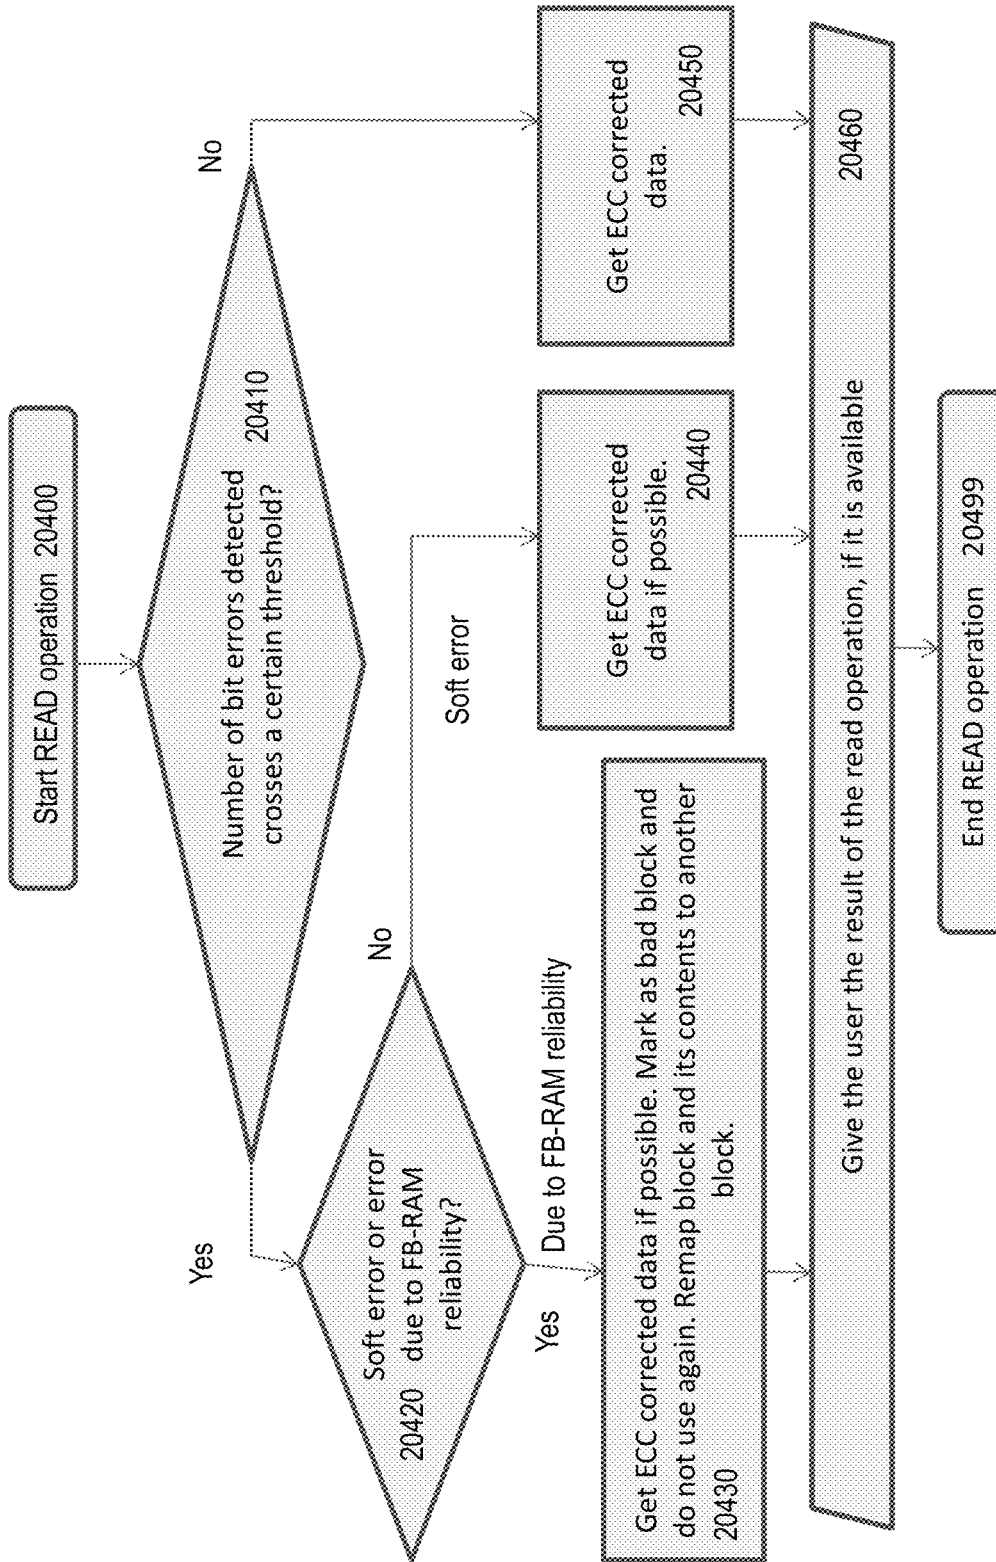 Start READ operation 20400
Number of bit errors detected
crosses a certain threshold?
20410
Yes
No
Soft error or error
20420 due to FB-RAM
reliability?
No
Soft error
Yes
Due to FB-RAM reliability
Get ECC corrected data if possible. Mark as bad block and
do not use again. Remap block and its contents to another
20430
block.
Get ECC corrected
data if possible.
20440
Get ECC corrected
data.
20450
Give the user the result of the read operation, if it is available
20460
End READ operation 20499